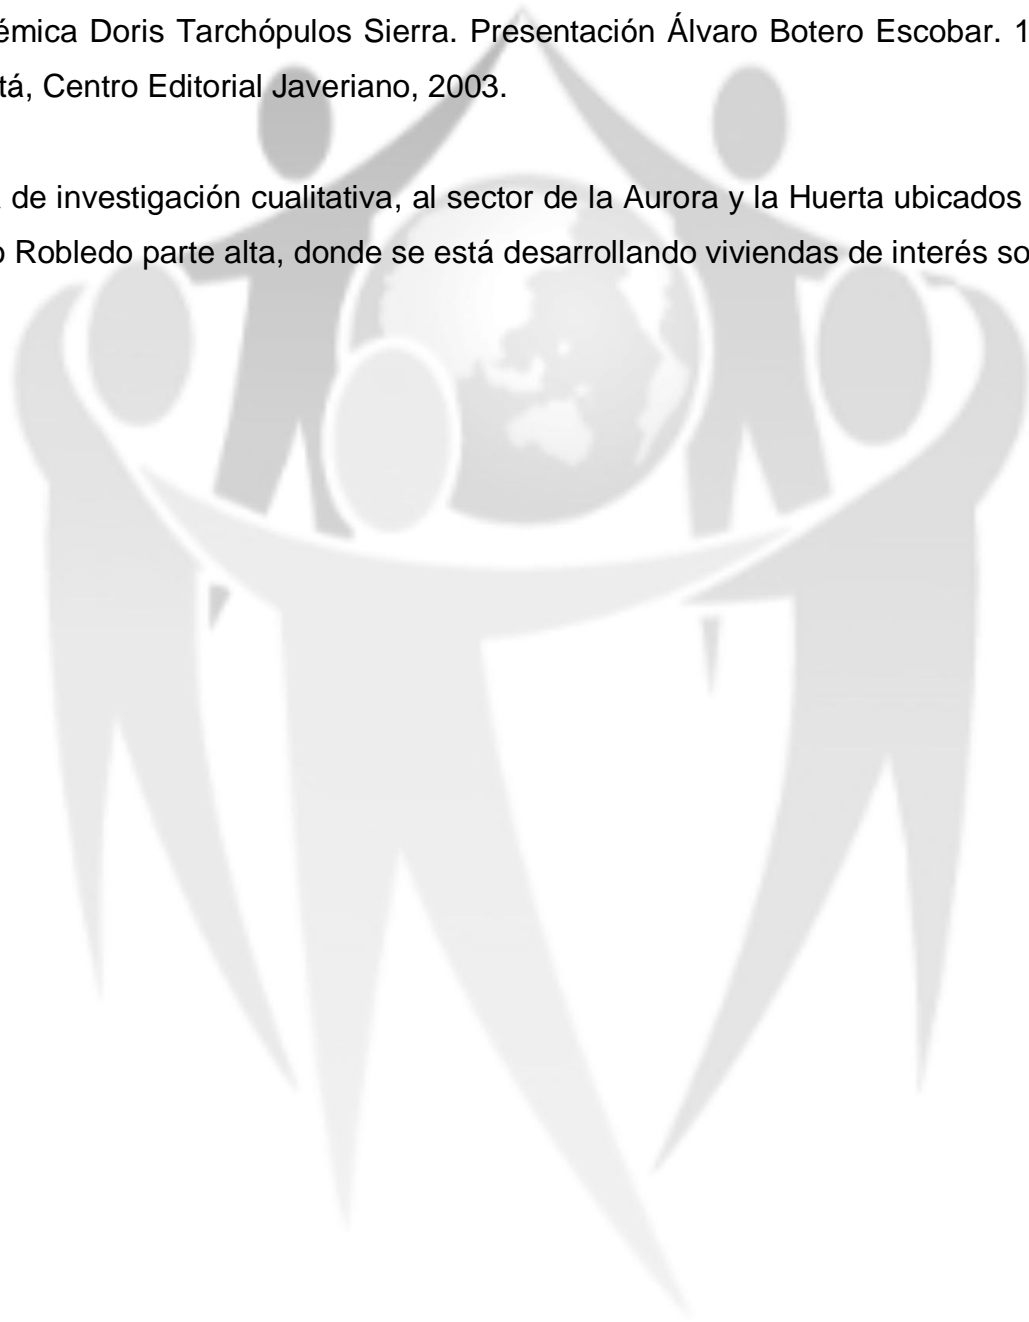 émica Doris Tarchópulos Sierra. Presentación Álvaro Botero Escobar. 1
tá, Centro Editorial Javeriano, 2003.
de investigación cualitativa, al sector de la Aurora y la Huerta ubicados
o Robledo parte alta, donde se está desarrollando viviendas de interés so